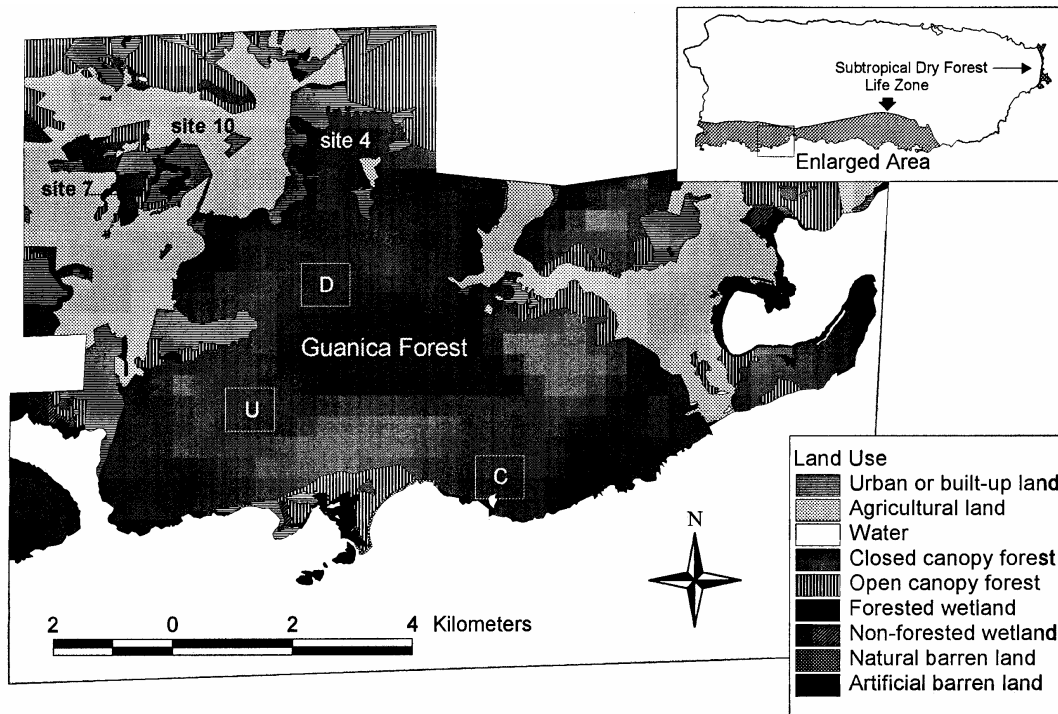 Subtropical Dry Forest
Life Zone
Enlarged Area
site 10
site 4
site 7
D
Guanica Forest
U
C
N
2 0 2 4 Kilometers
Land Use
Urban or built-up land
Agricultural land
Water
Closed canopy forest
Open canopy forest
Forested wetland
Non-forested wetland
Natural barren land
Artificial barren land